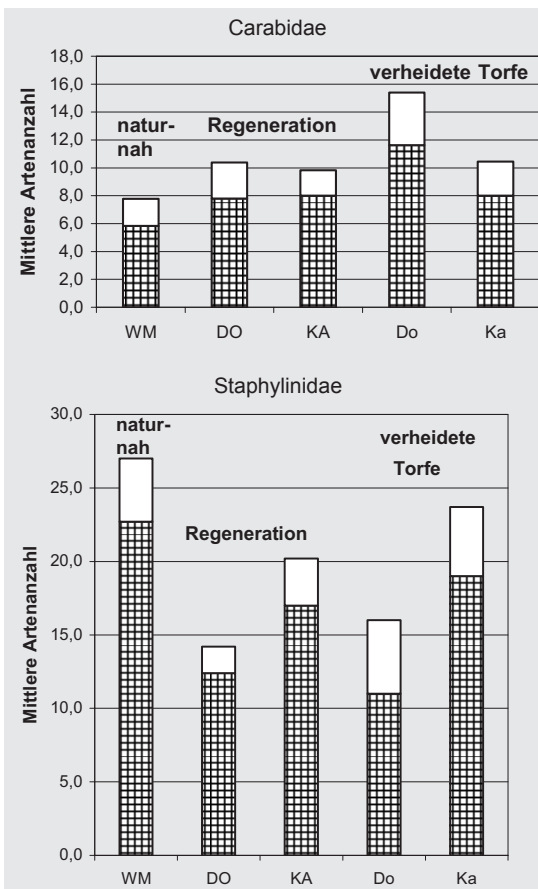 Carabidae
Mittlere Artenanzahl
18,0
16,0
14,0
12,0
10,0
8,0
6,0
4,0
2,0
0,0
natur-
nah
Regeneration
verheidete Torfe
WM DO KA Do Ka
Staphylinidae
Mittlere Artenanzahl
30,0
25,0
20,0
15,0
10,0
5,0
0,0
natur-
nah
Regeneration
verheidete
Torfe
WM DO KA Do Ka